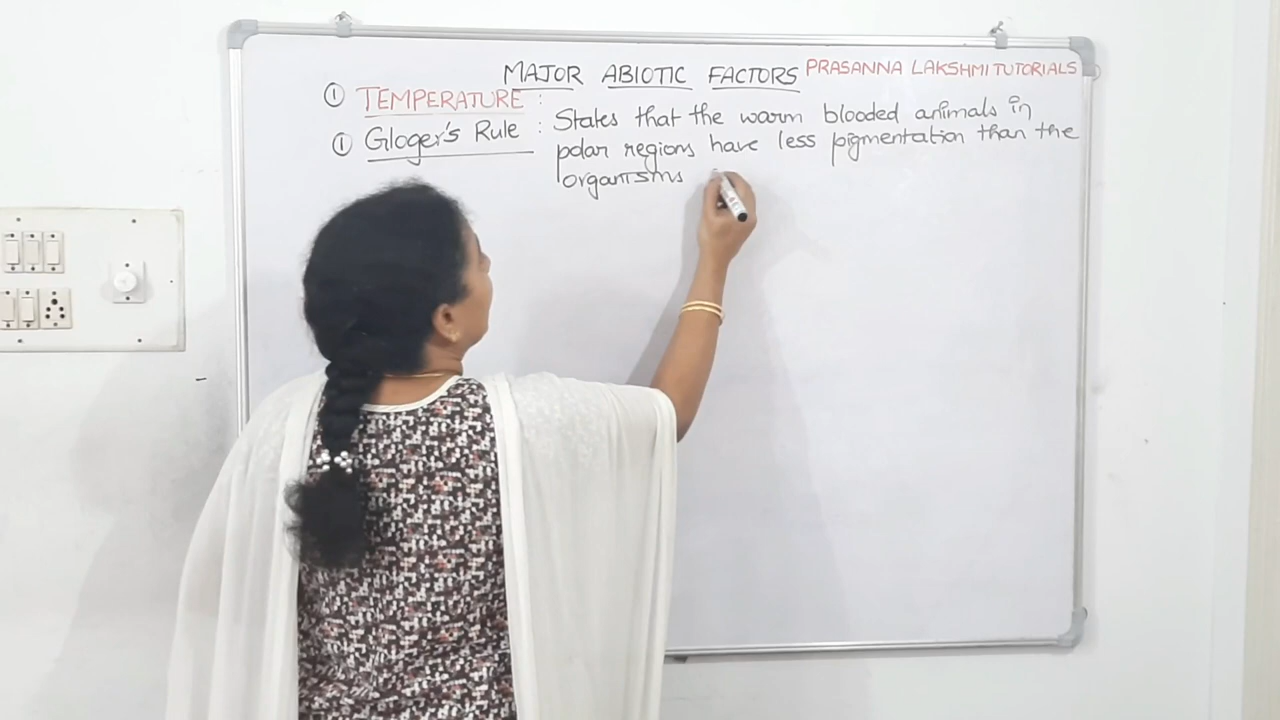 MAJOR ABIOTIC FACTORS PRASANNA LAKSHMI TUTORIALS
① TEMPERATURE :
① Gloger's Rule : States that the warm blooded animals in
polar regions have less pigmentation than the
organisms